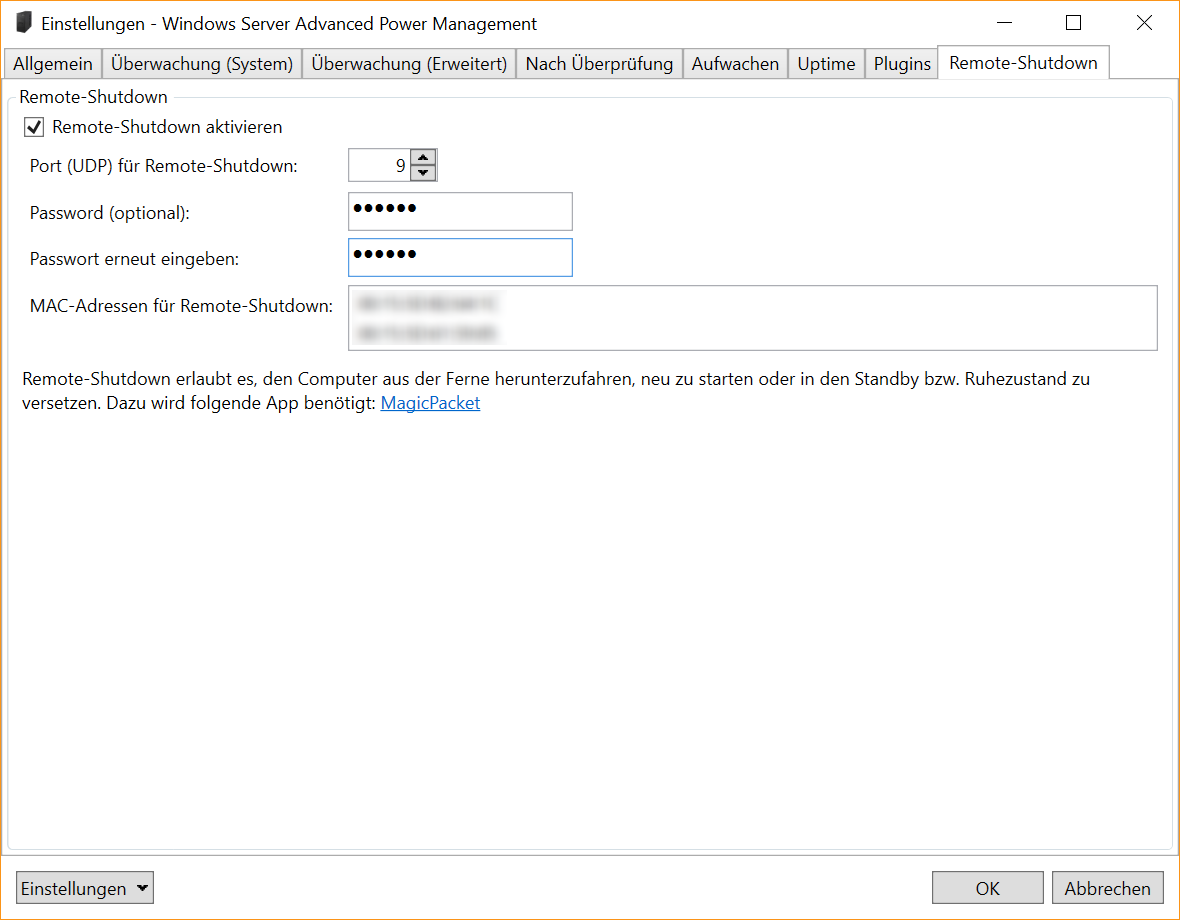 Einstellungen - Windows Server Advanced Power Management
Allgemein Überwachung (System) Überwachung (Erweitert) Nach Überprüfung Aufwachen Uptime Plugins Remote-Shutdown
Remote-Shutdown
Remote-Shutdown aktivieren
Port (UDP) für Remote-Shutdown: 9
Password (optional): ●●●●●●
Passwort erneut eingeben: ●●●●●●
MAC-Adressen für Remote-Shutdown:
Remote-Shutdown erlaubt es, den Computer aus der Ferne herunterzufahren, neu zu starten oder in den Standby bzw. Ruhezustand zu
versetzen. Dazu wird folgende App benötigt: MagicPacket
Einstellungen OK Abbrechen